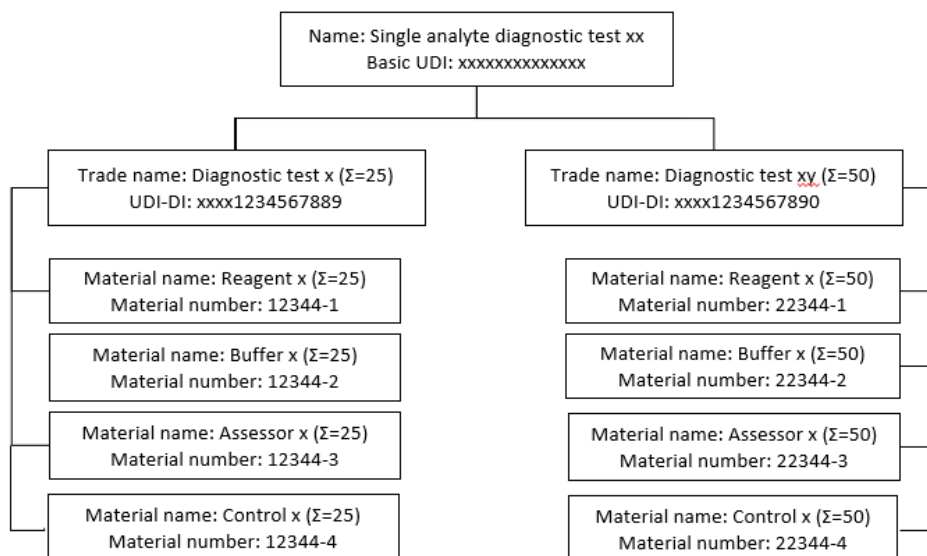 Name: Single analyte diagnostic test xx
Basic UDI: xxxxxxxxxxxxxx
Trade name: Diagnostic test x (Σ=25)
UDI-DI: xxxx1234567889
Material name: Reagent x (Σ=25)
Material number: 12344-1
Material name: Buffer x (Σ=25)
Material number: 12344-2
Material name: Assessor x (Σ=25)
Material number: 12344-3
Material name: Control x (Σ=25)
Material number: 12344-4
Trade name: Diagnostic test xy (Σ=50)
UDI-DI: xxxx1234567890
Material name: Reagent x (Σ=50)
Material number: 22344-1
Material name: Buffer x (Σ=50)
Material number: 22344-2
Material name: Assessor x (Σ=50)
Material number: 22344-3
Material name: Control x (Σ=50)
Material number: 22344-4